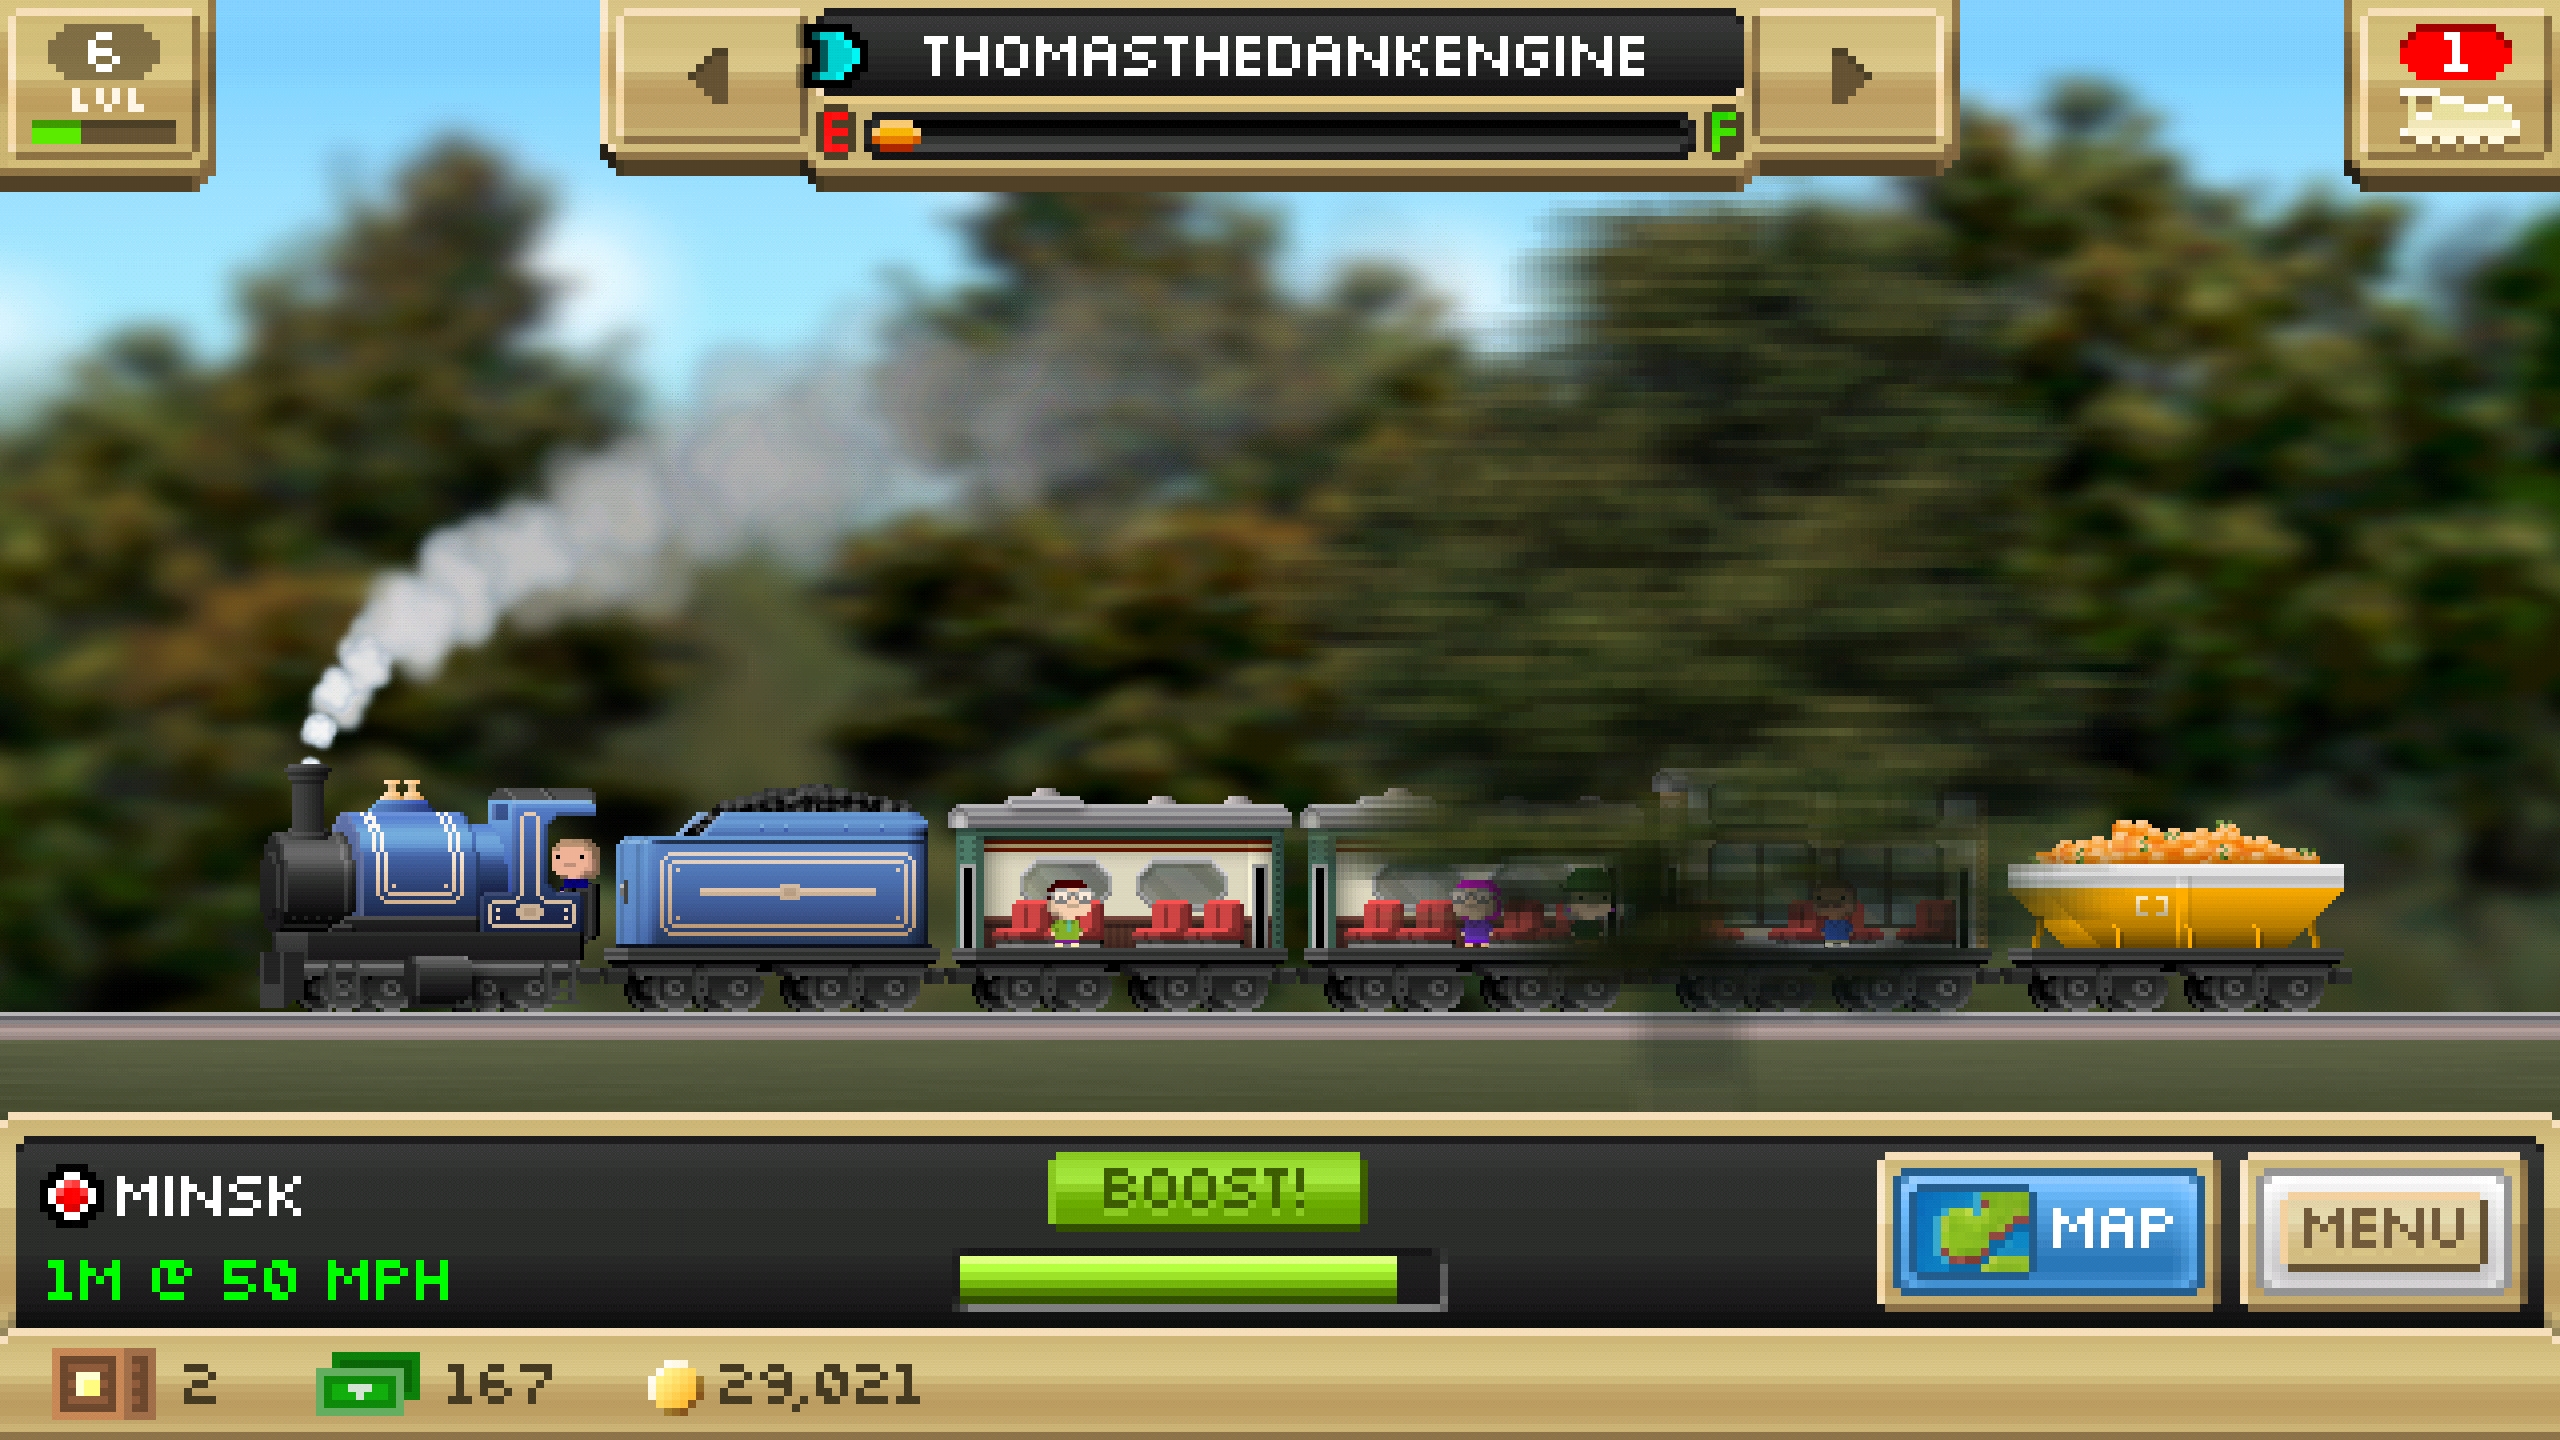 6
LVL
THOMASTHEDANKENGINE
E F
1
MINSK
1M @ 50 MPH
BOOST!
MAP
MENU
2 167 29,021